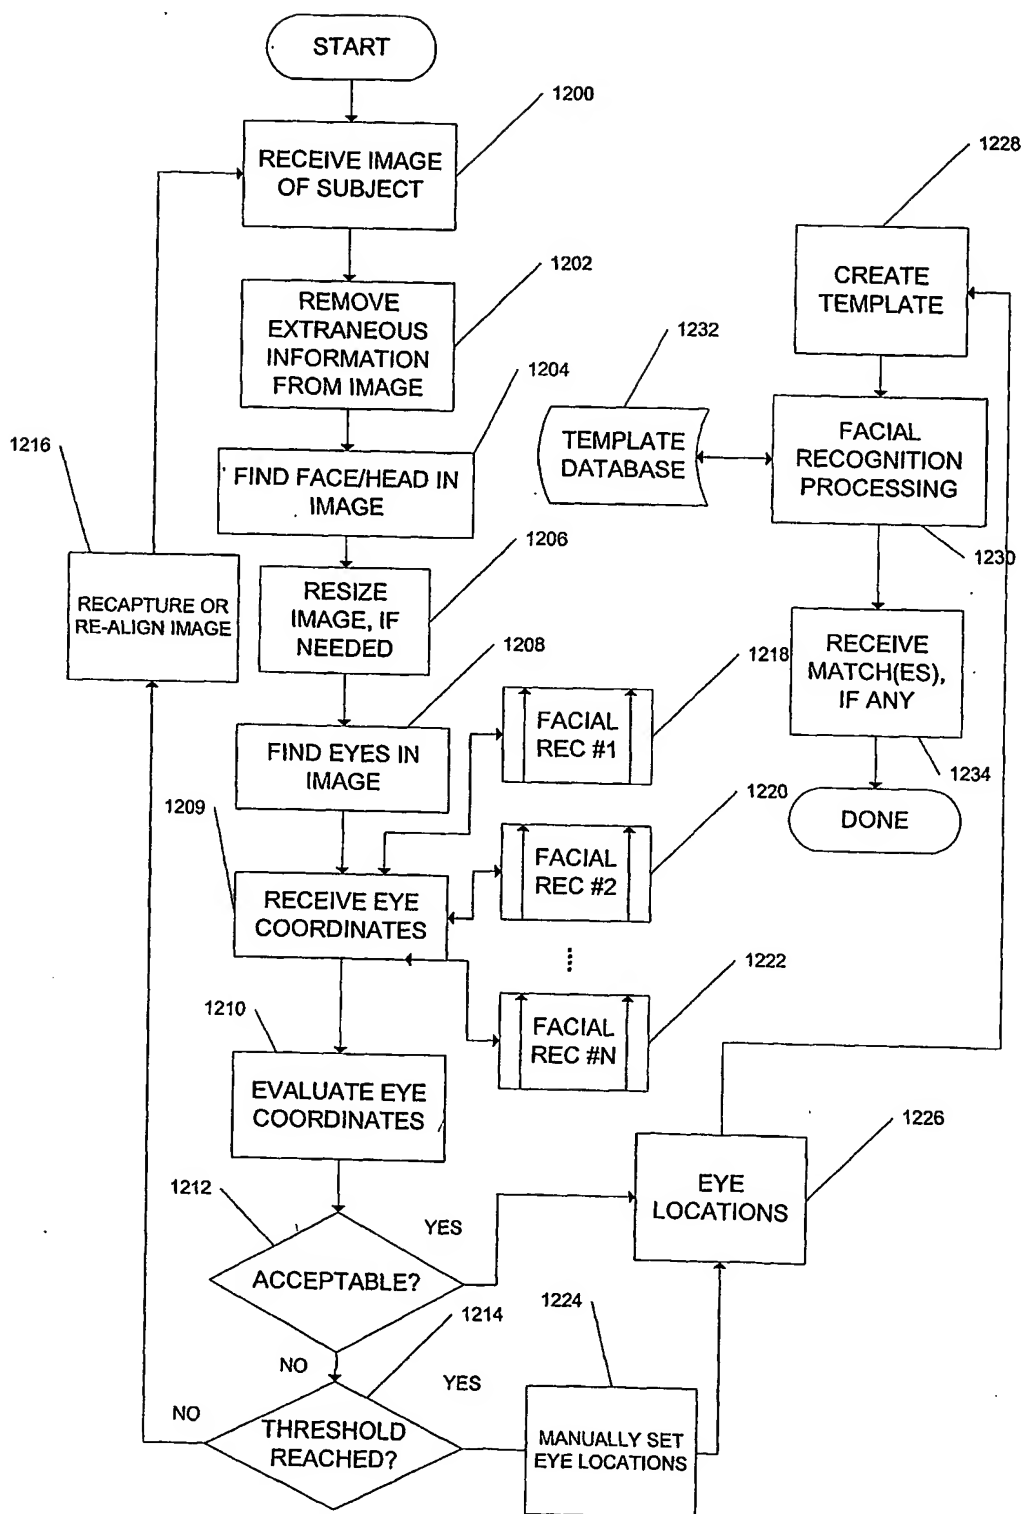 START
1200
RECEIVE IMAGE
OF SUBJECT
1202
REMOVE
EXTRANEOUS
INFORMATION
FROM IMAGE
1204
FIND FACE/HEAD IN
IMAGE
1216
RECAPTURE OR
RE-ALIGN IMAGE
1206
RESIZE
IMAGE, IF
NEEDED
1208
FIND EYES IN
IMAGE
1209
RECEIVE EYE
COORDINATES
1218
FACIAL
REC #1
1220
FACIAL
REC #2
1222
FACIAL
REC #N
1210
EVALUATE EYE
COORDINATES
1212
ACCEPTABLE?
YES
NO
1214
THRESHOLD
REACHED?
NO
YES
1224
MANUALLY SET
EYE LOCATIONS
1226
EYE
LOCATIONS
1228
CREATE
TEMPLATE
1232
TEMPLATE
DATABASE
FACIAL
RECOGNITION
PROCESSING
1230
RECEIVE
MATCH(ES),
IF ANY
1234
DONE